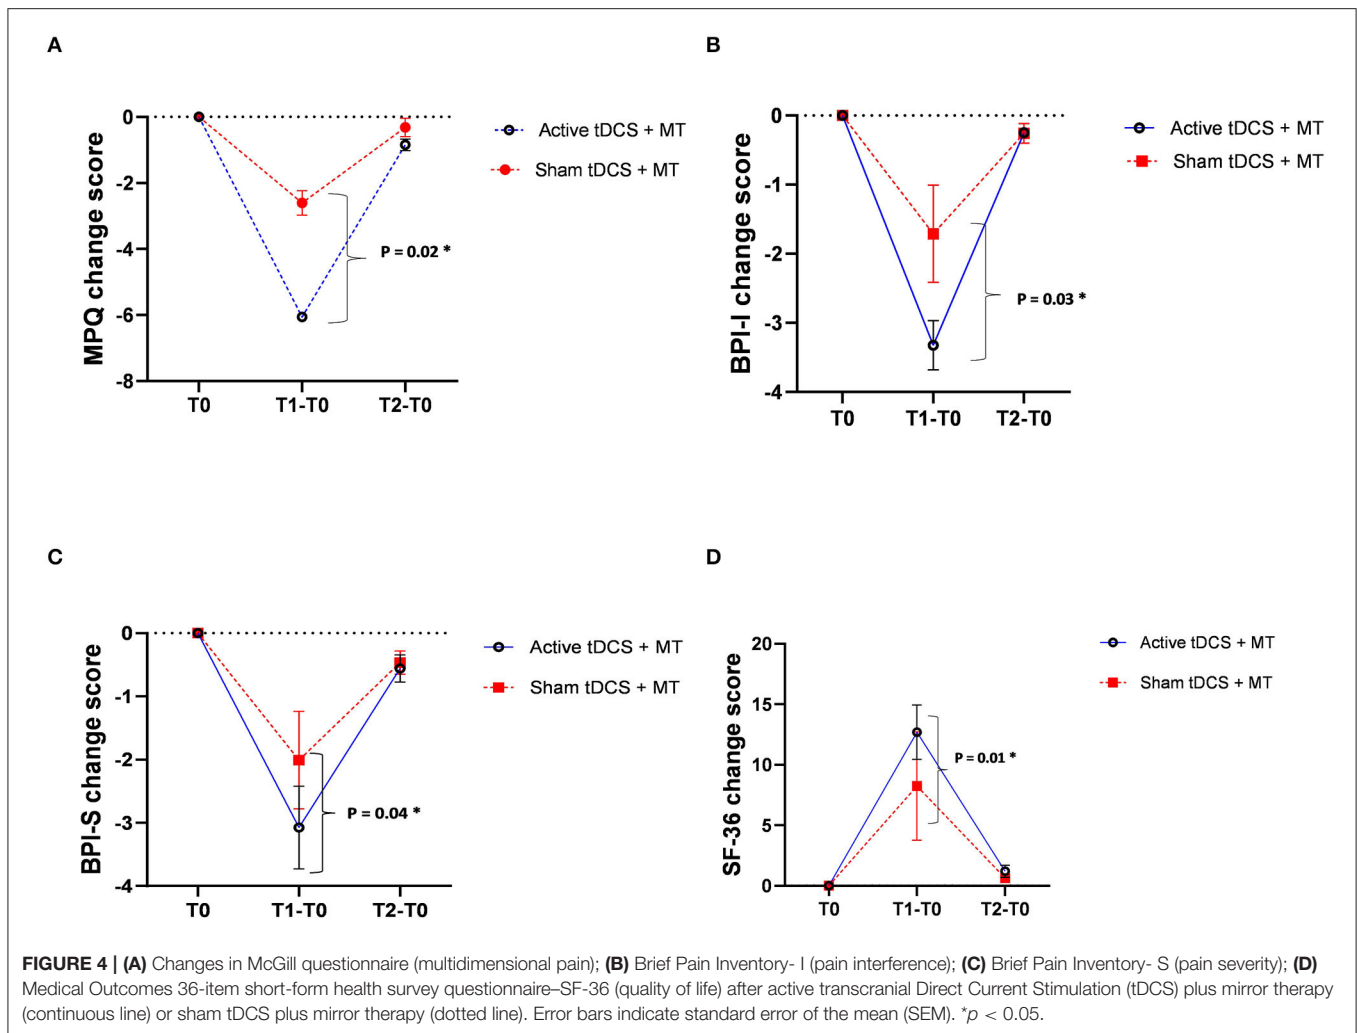 A
MPQ change score
0
-2
-4
-6
-8
T0
T1-T0
T2-T0
Active tDCS + MT
Sham tDCS + MT
P = 0.02 *
B
BPI-I change score
0
-1
-2
-3
-4
T0
T1-T0
T2-T0
Active tDCS + MT
Sham tDCS + MT
P = 0.03 *
C
BPI-S change score
0
-1
-2
-3
-4
T0
T1-T0
T2-T0
Active tDCS + MT
Sham tDCS + MT
P = 0.04 *
D
SF-36 change score
20
15
10
5
0
T0
T1-T0
T2-T0
Active tDCS + MT
Sham tDCS + MT
P = 0.01 *
FIGURE 4 | (A) Changes in McGill questionnaire (multidimensional pain); (B) Brief Pain Inventory- I (pain interference); (C) Brief Pain Inventory- S (pain severity); (D)
Medical Outcomes 36-item short-form health survey questionnaire–SF-36 (quality of life) after active transcranial Direct Current Stimulation (tDCS) plus mirror therapy
(continuous line) or sham tDCS plus mirror therapy (dotted line). Error bars indicate standard error of the mean (SEM). *p < 0.05.